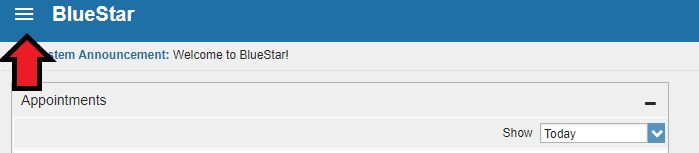 BlueStar
stem Announcement: Welcome to BlueStar!
Appointments
Show Today